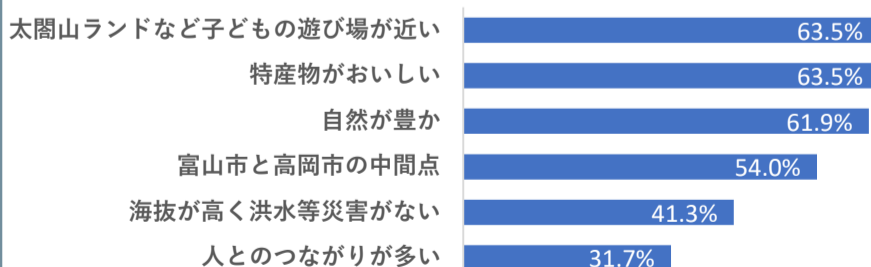 太閤山ランドなど子どもの遊び場が近い 63.5%
特産物がおいしい 63.5%
自然が豊か 61.9%
富山市と高岡市の中間点 54.0%
海抜が高く洪水等災害がない 41.3%
人とのつながりが多い 31.7%